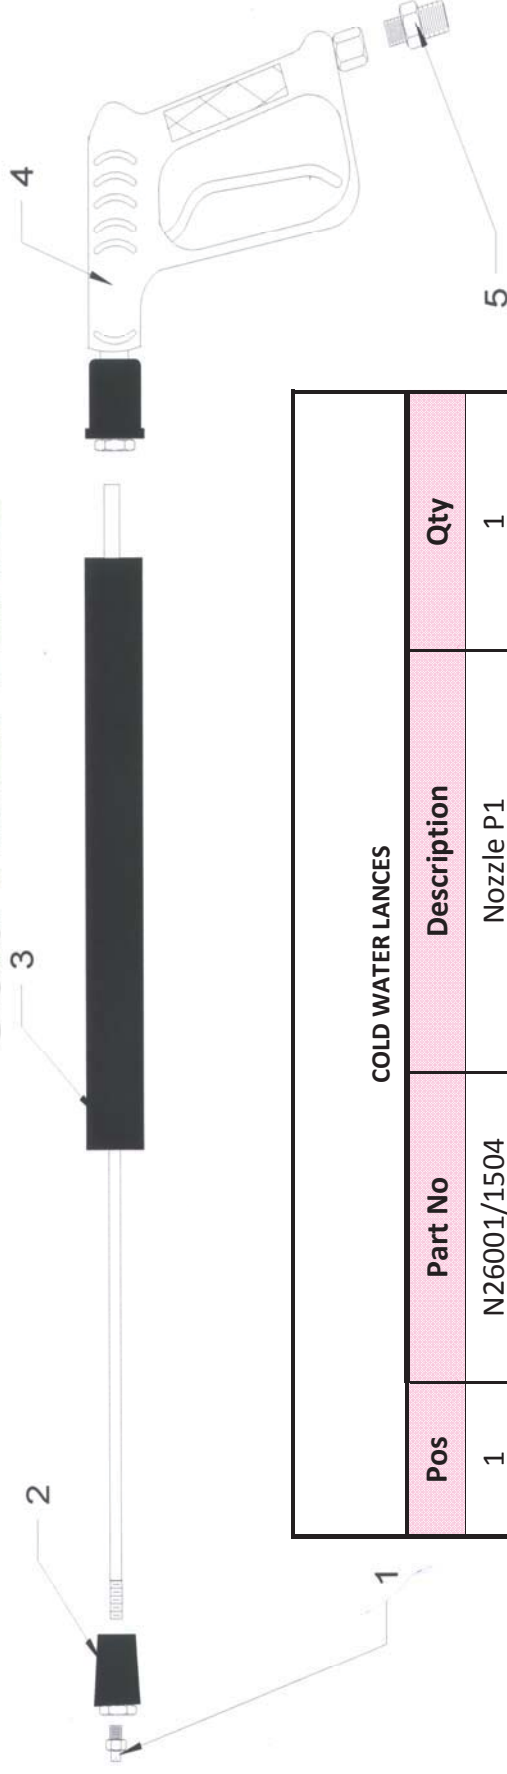 4
3
2
5
1
COLD WATER LANCES
Pos Part No Description Qty
1 N26001/1504 Nozzle P1 1